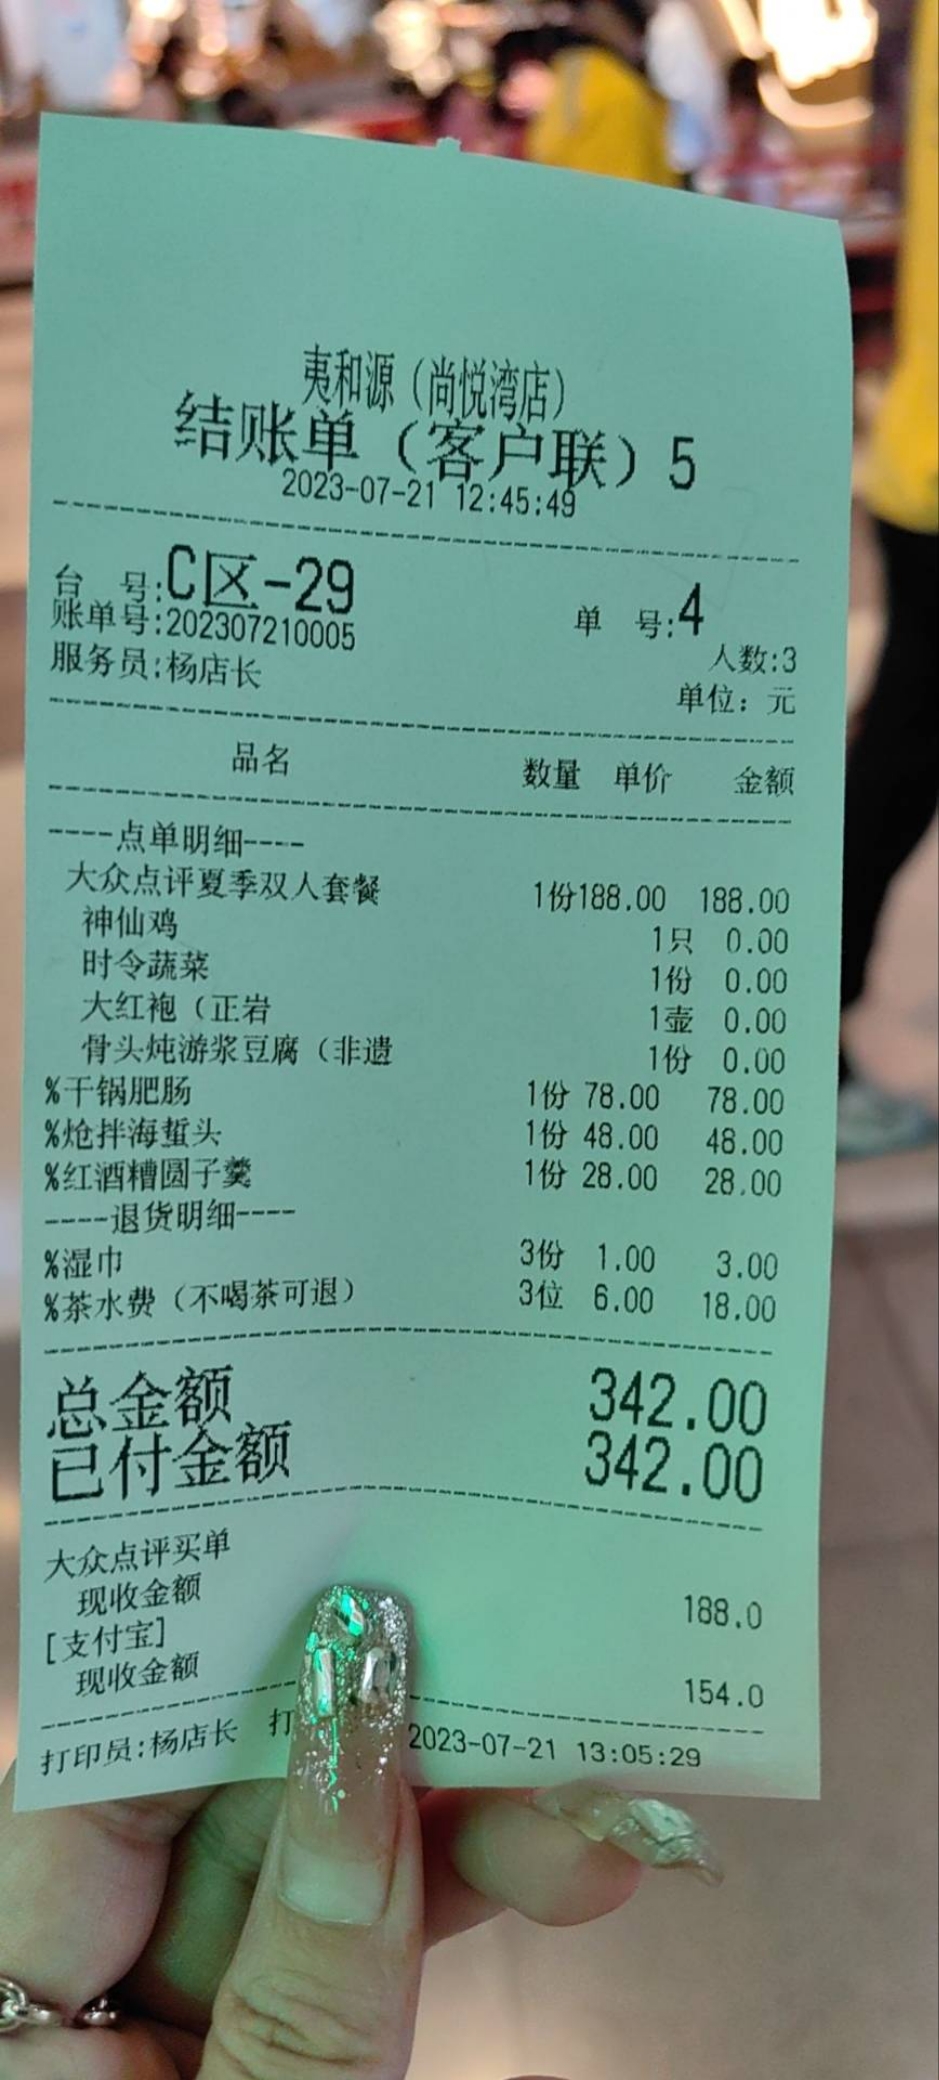 夷和源（尚悦湾店）
结账单（客户联）5
2023-07-21 12:45:49
台 号:C区-29 单 号:4
账单号:202307210005 人数:3
服务员:杨店长 单位：元
品名 数量 单价 金额
----点单明细----
大众点评夏季双人套餐 1份188.00 188.00
神仙鸡 1只 0.00
时令蔬菜 1份 0.00
大红袍（正岩 1壶 0.00
骨头炖游浆豆腐（非遗 1份 0.00
%干锅肥肠 1份 78.00 78.00
%炝拌海蜇头 1份 48.00 48.00
%红酒糟圆子羹 1份 28.00 28.00
----退货明细----
%湿巾 3份 1.00 3.00
%茶水费（不喝茶可退） 3位 6.00 18.00
总金额 342.00
已付金额 342.00
大众点评买单
现收金额 188.0
[支付宝]
现收金额 154.0
打印员:杨店长 打 2023-07-21 13:05:29